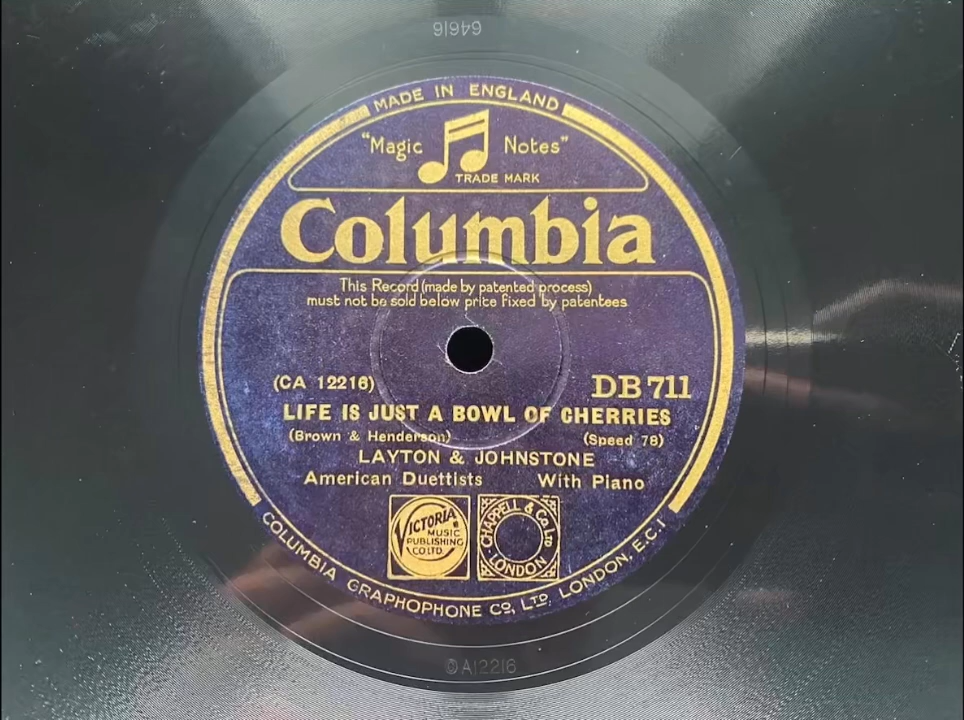 MADE IN ENGLAND
"Magic Notes"
TRADE MARK
Columbia
This Record (made by patented process)
must not be sold below price fixed by patentees
(CA 12216) DB 711
LIFE IS JUST A BOWL OF CHERRIES
(Brown & Henderson) (Speed 78)
LAYTON & JOHNSTONE
American Duettists With Piano
VICTORIA
MUSIC
PUBLISHING
CO LTD.
CHAPPELL & Co. LTD
LONDON
COLUMBIA GRAPHOPHONE CO, LTD. LONDON, E.C.1
CA12216